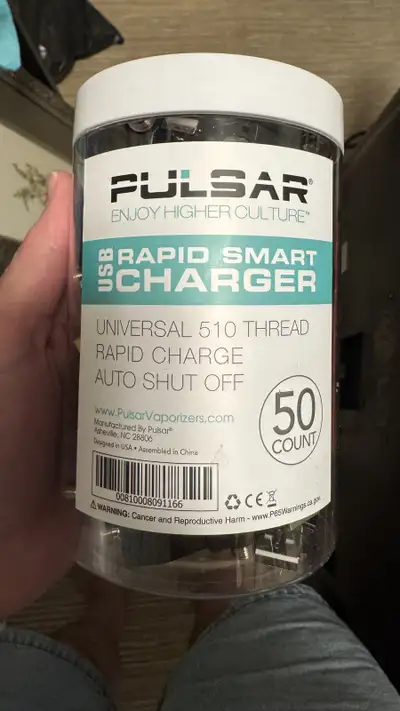 PULSAR®
ENJOY HIGHER CULTURE™
USB RAPID SMART
CHARGER
UNIVERSAL 510 THREAD
RAPID CHARGE
AUTO SHUT OFF
www.PulsarVaporizers.com
Manufactured By Pulsar®
Asheville, NC 28806
Designed in USA • Assembled in China
50
COUNT
00810008091166
CE
⚠ WARNING: Cancer and Reproductive Harm - www.P65Warnings.ca.gov